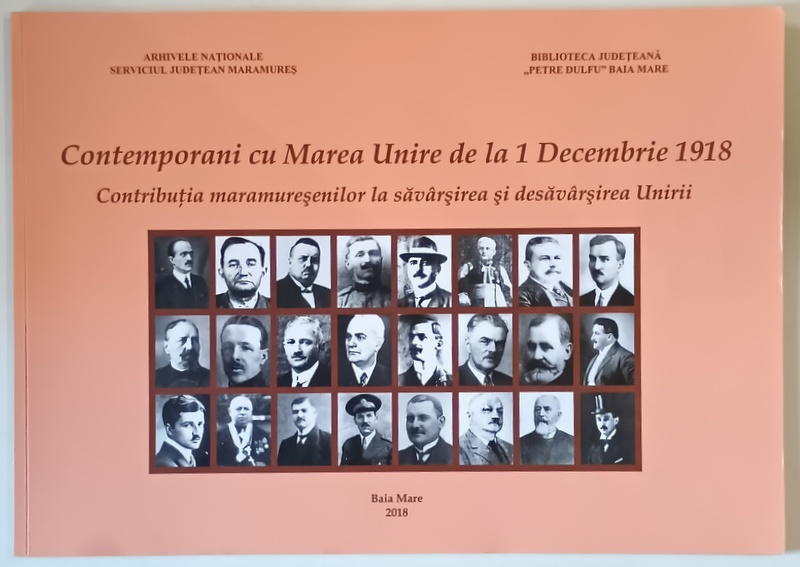 ARHIVELE NAȚIONALE
SERVICIUL JUDEȚEAN MARAMUREȘ
BIBLIOTECA JUDEȚEANĂ
„PETRE DULFU” BAIA MARE
Contemporani cu Marea Unire de la 1 Decembrie 1918
Contribuția maramureșenilor la săvârșirea și desăvârșirea Unirii
Baia Mare
2018